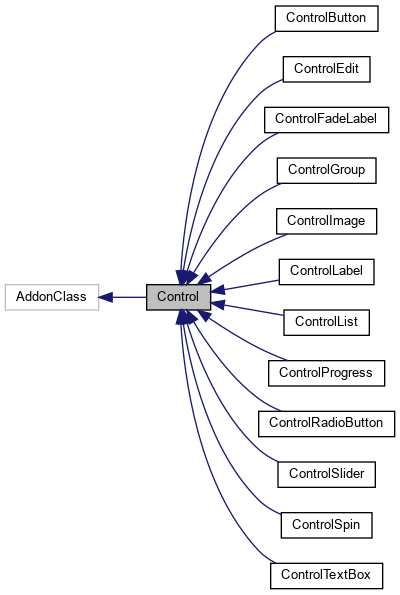 ControlButton
ControlEdit
ControlFadeLabel
ControlGroup
ControlImage
ControlLabel
AddonClass
Control
ControlList
ControlProgress
ControlRadioButton
ControlSlider
ControlSpin
ControlTextBox